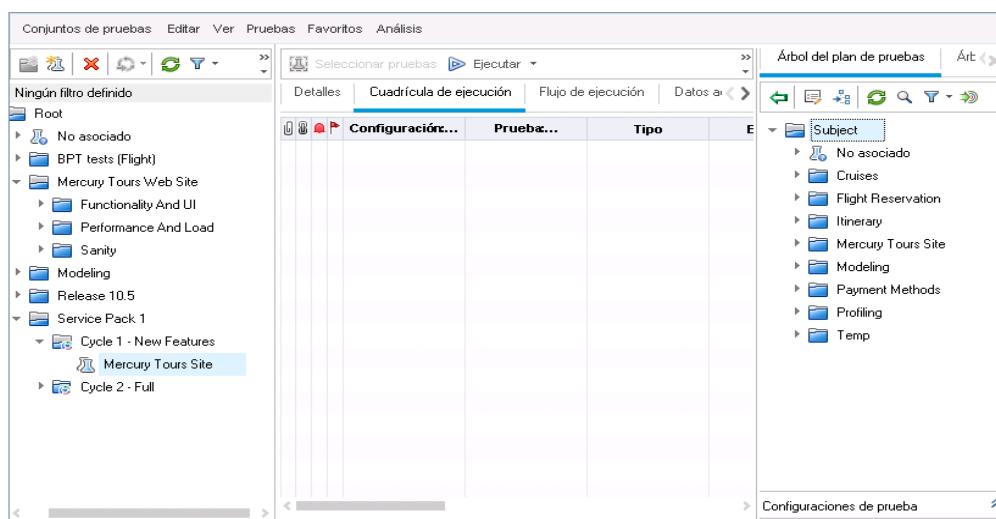 Conjuntos de pruebas Editar Ver Pruebas Favoritos Análisis
Seleccionar pruebas Ejecutar
Árbol del plan de pruebas Árb
Ningún filtro definido
Detalles Cuadrícula de ejecución Flujo de ejecución Datos
Root
No asociado
BPT tests (Flight)
Mercury Tours Web Site
Functionality And UI
Performance And Load
Sanity
Modeling
Release 10.5
Service Pack 1
Cycle 1 - New Features
Mercury Tours Site
Cycle 2 - Full
Configuración:... Prueba:... Tipo E
Subject
No asociado
Cruises
Flight Reservation
Itinerary
Mercury Tours Site
Modeling
Payment Methods
Profiling
Temp
Configuraciones de prueba